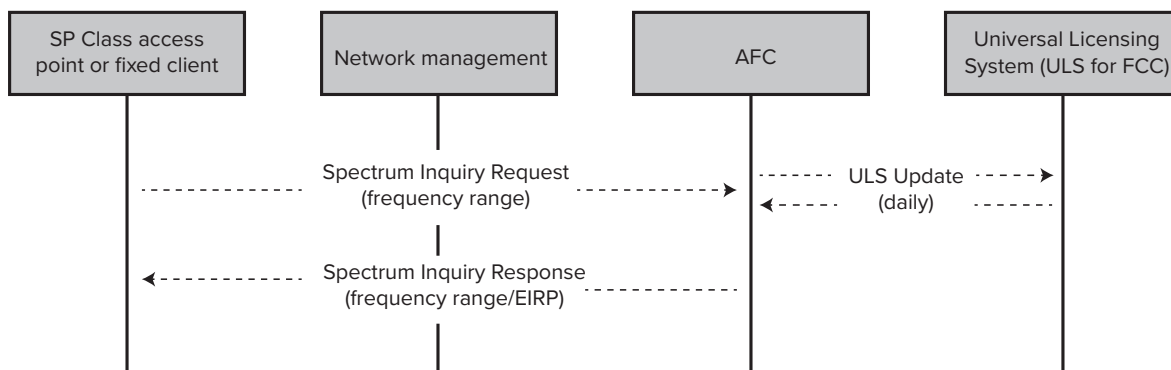 SP Class access
point or fixed client
Network management
AFC
Universal Licensing
System (ULS for FCC)
Spectrum Inquiry Request
(frequency range)
ULS Update
(daily)
Spectrum Inquiry Response
(frequency range/EIRP)